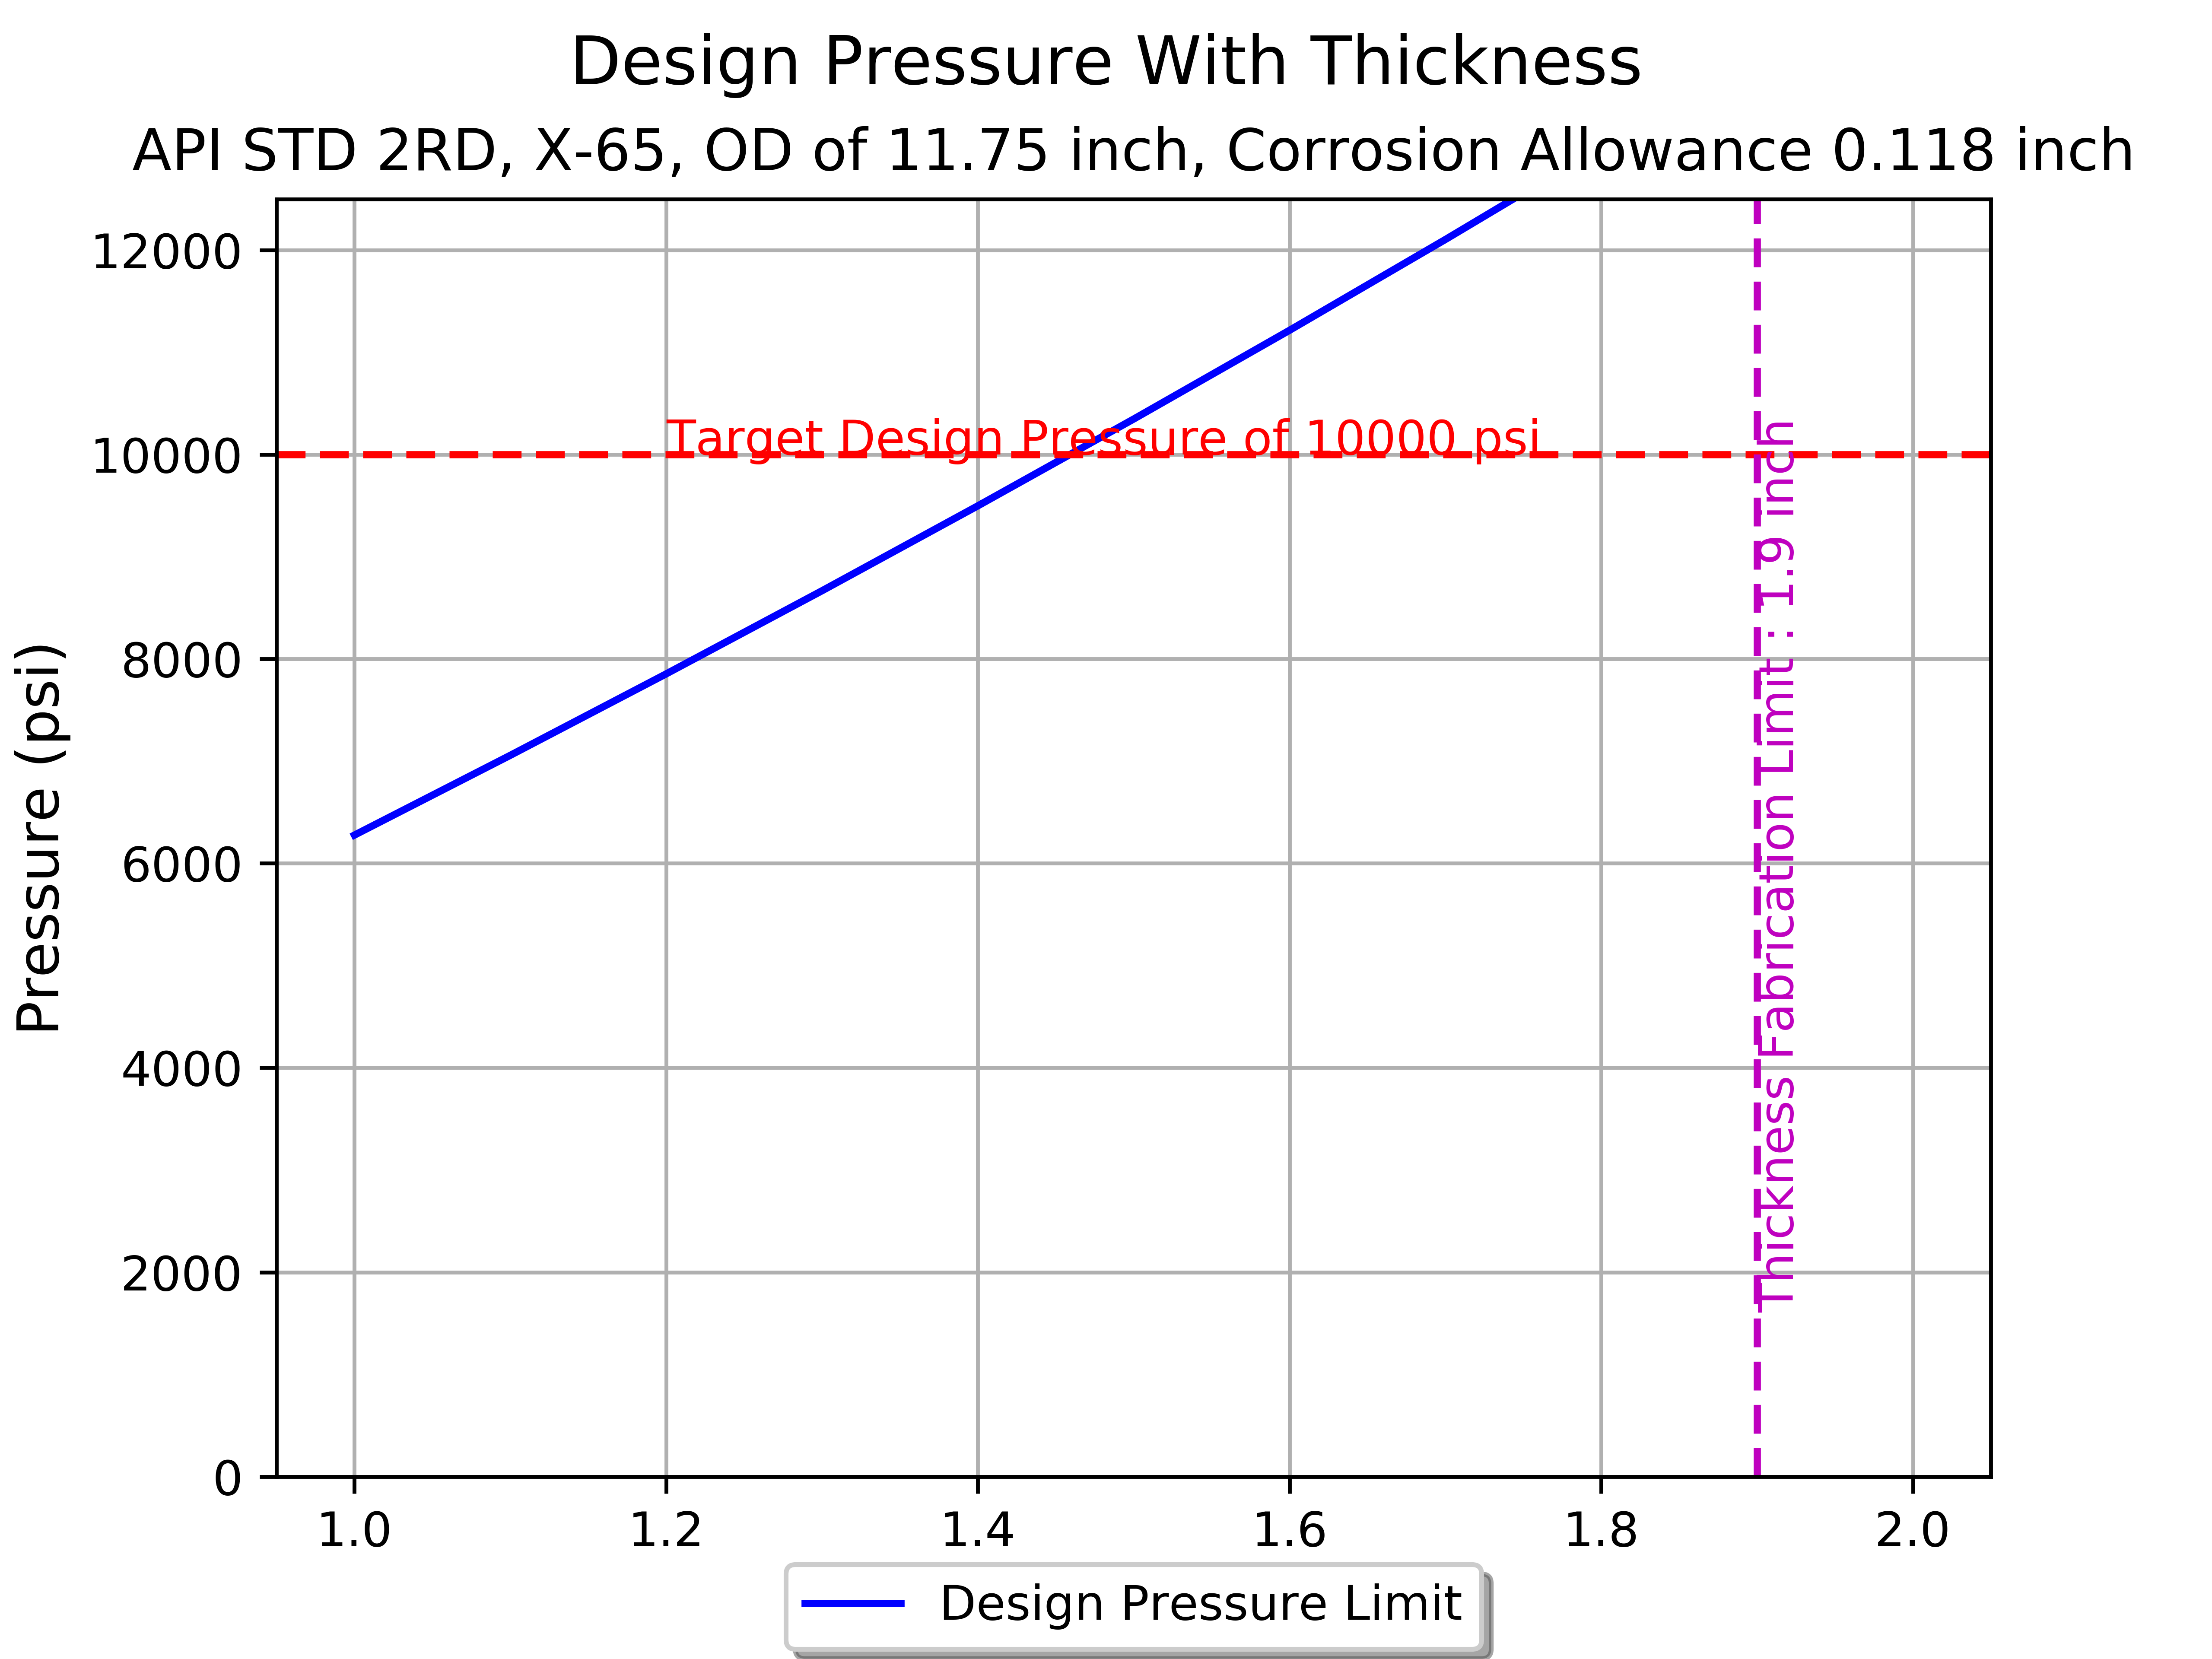 Design Pressure With Thickness
API STD 2RD, X-65, OD of 11.75 inch, Corrosion Allowance 0.118 inch
12000
10000
8000
6000
4000
2000
0
Pressure (psi)
Target Design Pressure of 10000 psi
Thickness Fabrication Limit : 1.9 inch
1.0 1.2 1.4 1.6 1.8 2.0
Design Pressure Limit